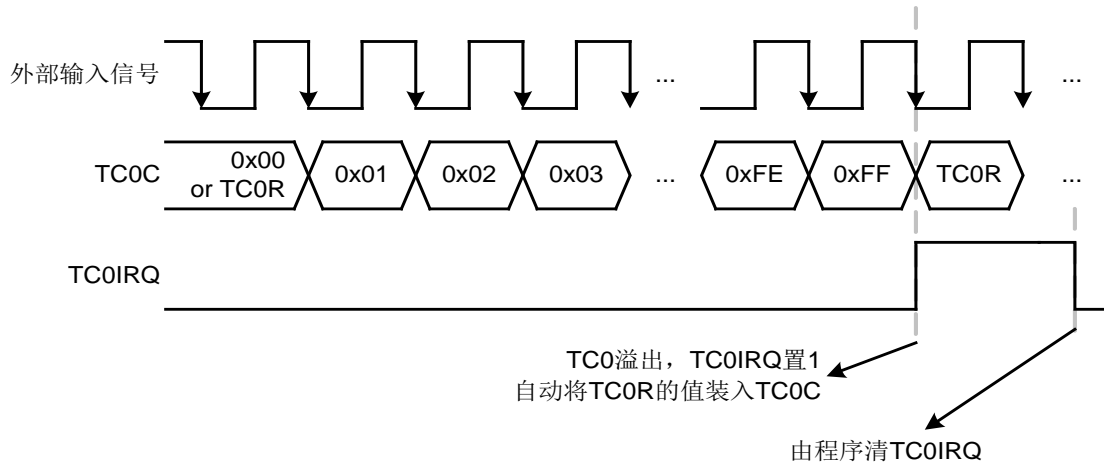 外部输入信号
...
...
TC0C
0x00
or TC0R
0x01
0x02
0x03
...
0xFE
0xFF
TC0R
...
TC0IRQ
TC0溢出，TC0IRQ置1
自动将TC0R的值装入TC0C
由程序清TC0IRQ